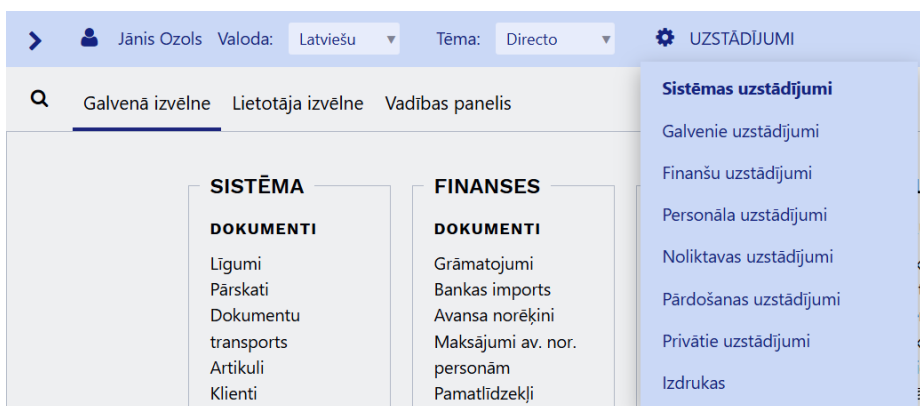 Jānis Ozols Valoda: Latviešu Tēma: Directo UZSTĀDĪJUMI
Galvenā izvēlne Lietotāja izvēlne Vadības panelis
SISTĒMA
DOKUMENTI
Līgumi
Pārskati
Dokumentu
transports
Artikuli
Klienti
FINANSES
DOKUMENTI
Grāmatojumi
Bankas imports
Avansa norēķini
Maksājumi av. nor.
personām
Pamatlīdzekļi
Sistēmas uzstādījumi
Galvenie uzstādījumi
Finanšu uzstādījumi
Personāla uzstādījumi
Noliktavas uzstādījumi
Pārdošanas uzstādījumi
Privātie uzstādījumi
Izdrukas